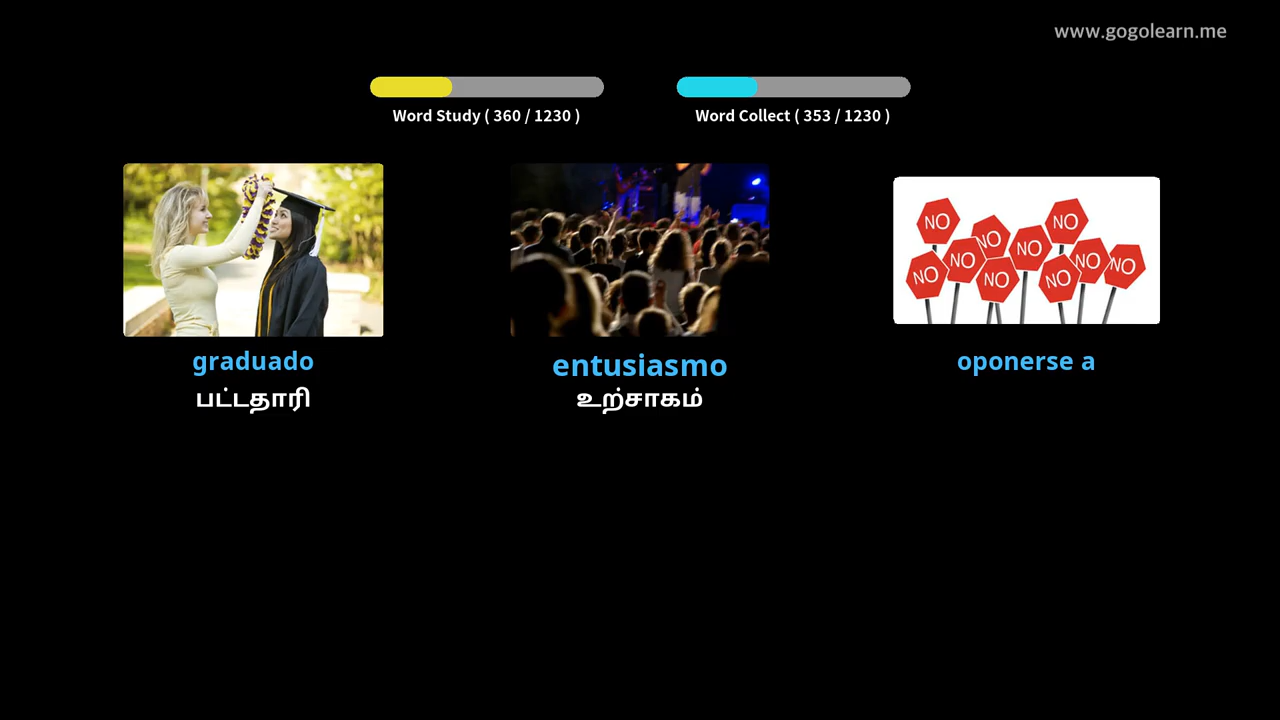 www.gogolearn.me
Word Study ( 360 / 1230 )
Word Collect ( 353 / 1230 )
NO
NO
NO
NO
NO
NO
NO
NO
NO
NO
graduado
entusiasmo
oponerse a
பட்டதாரி
உற்சாகம்